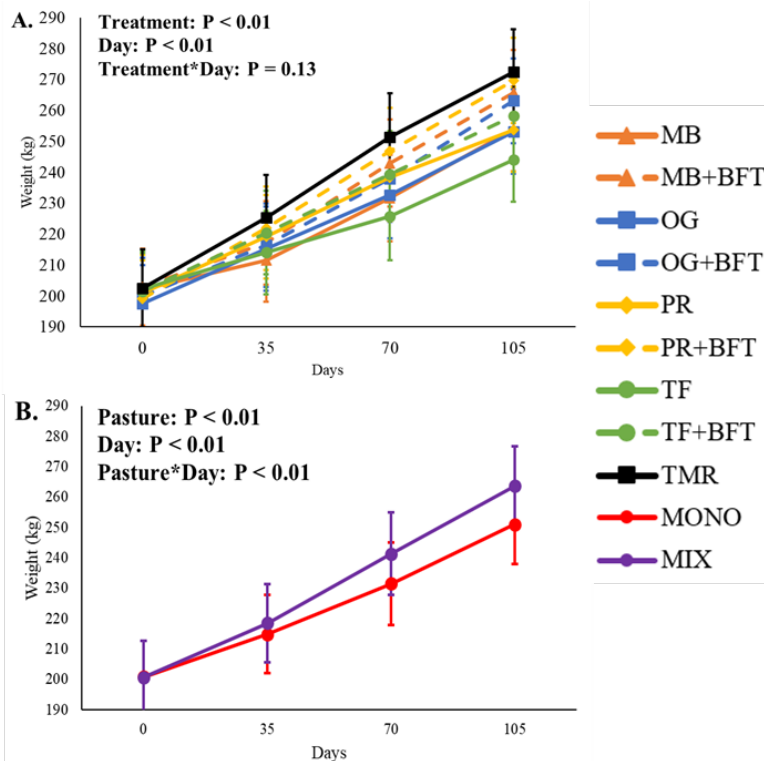 A.
Treatment: P < 0.01
Day: P < 0.01
Treatment*Day: P = 0.13
Weight (kg)
290
280
270
260
250
240
230
220
210
200
190
0 35 70 105
Days
B.
Pasture: P < 0.01
Day: P < 0.01
Pasture*Day: P < 0.01
Weight (kg)
290
280
270
260
250
240
230
220
210
200
190
0 35 70 105
Days
MB
MB+BFT
OG
OG+BFT
PR
PR+BFT
TF
TF+BFT
TMR
MONO
MIX